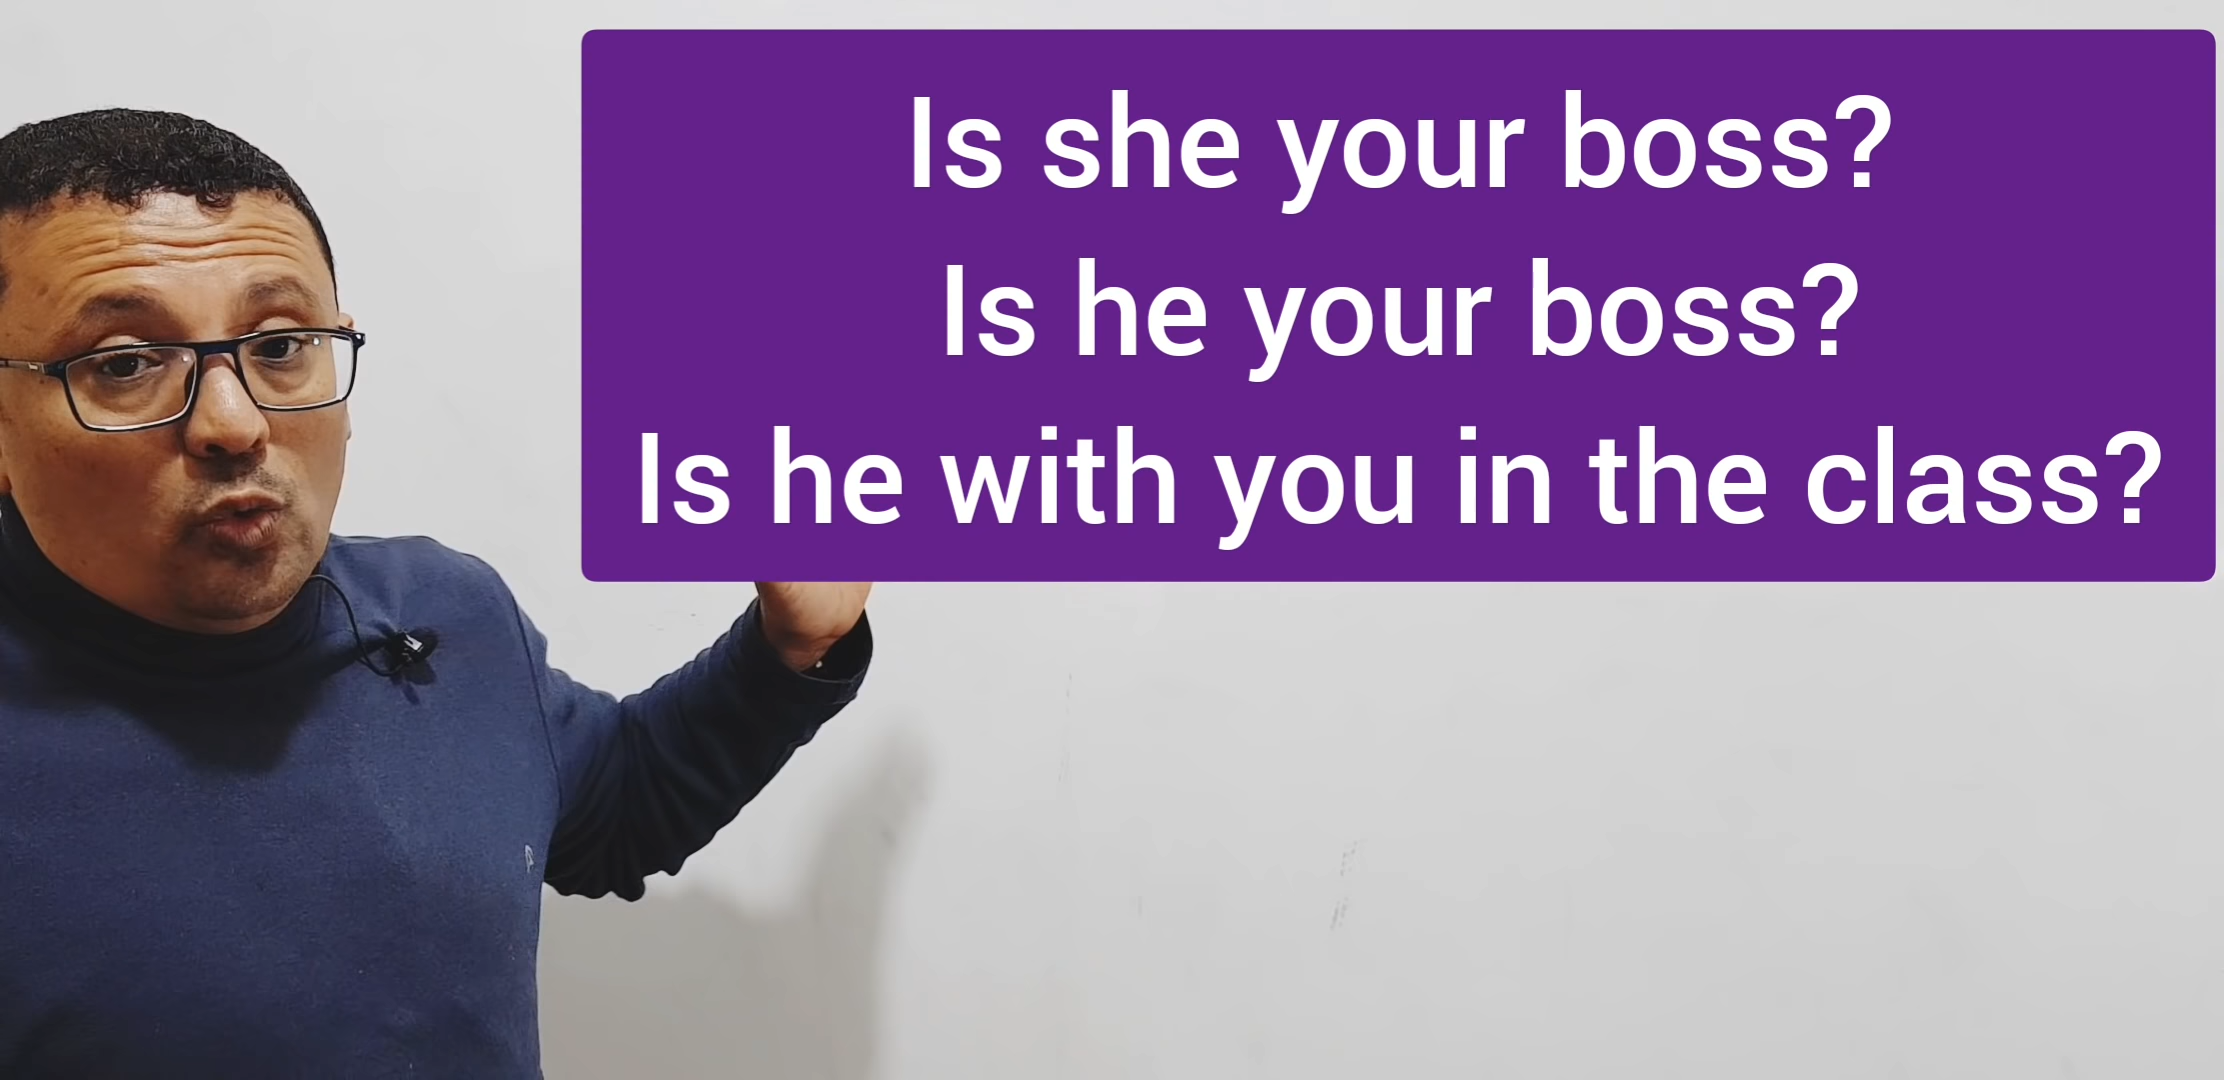 Is she your boss?
Is he your boss?
Is he with you in the class?